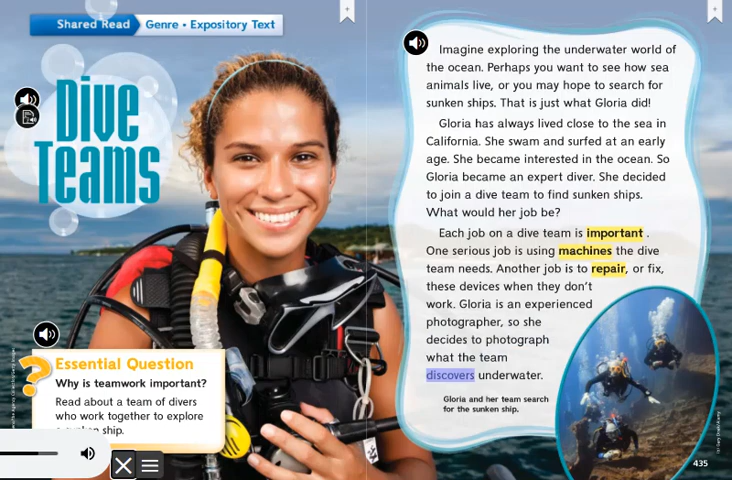 Shared Read
Genre • Expository Text
Dive
Teams
Essential Question
Why is teamwork important?
Read about a team of divers
who work together to explore
ship.
Imagine exploring the underwater world of
the ocean. Perhaps you want to see how sea
animals live, or you may hope to search for
sunken ships. That is just what Gloria did!
Gloria has always lived close to the sea in
California. She swam and surfed at an early
age. She became interested in the ocean. So
Gloria became an expert diver. She decided
to join a dive team to find sunken ships.
What would her job be?
Each job on a dive team is important .
One serious job is using machines the dive
team needs. Another job is to repair, or fix,
these devices when they don't
work. Gloria is an experienced
photographer, so she
decides to photograph
what the team
discovers underwater.
Gloria and her team search
for the sunken ship.
435